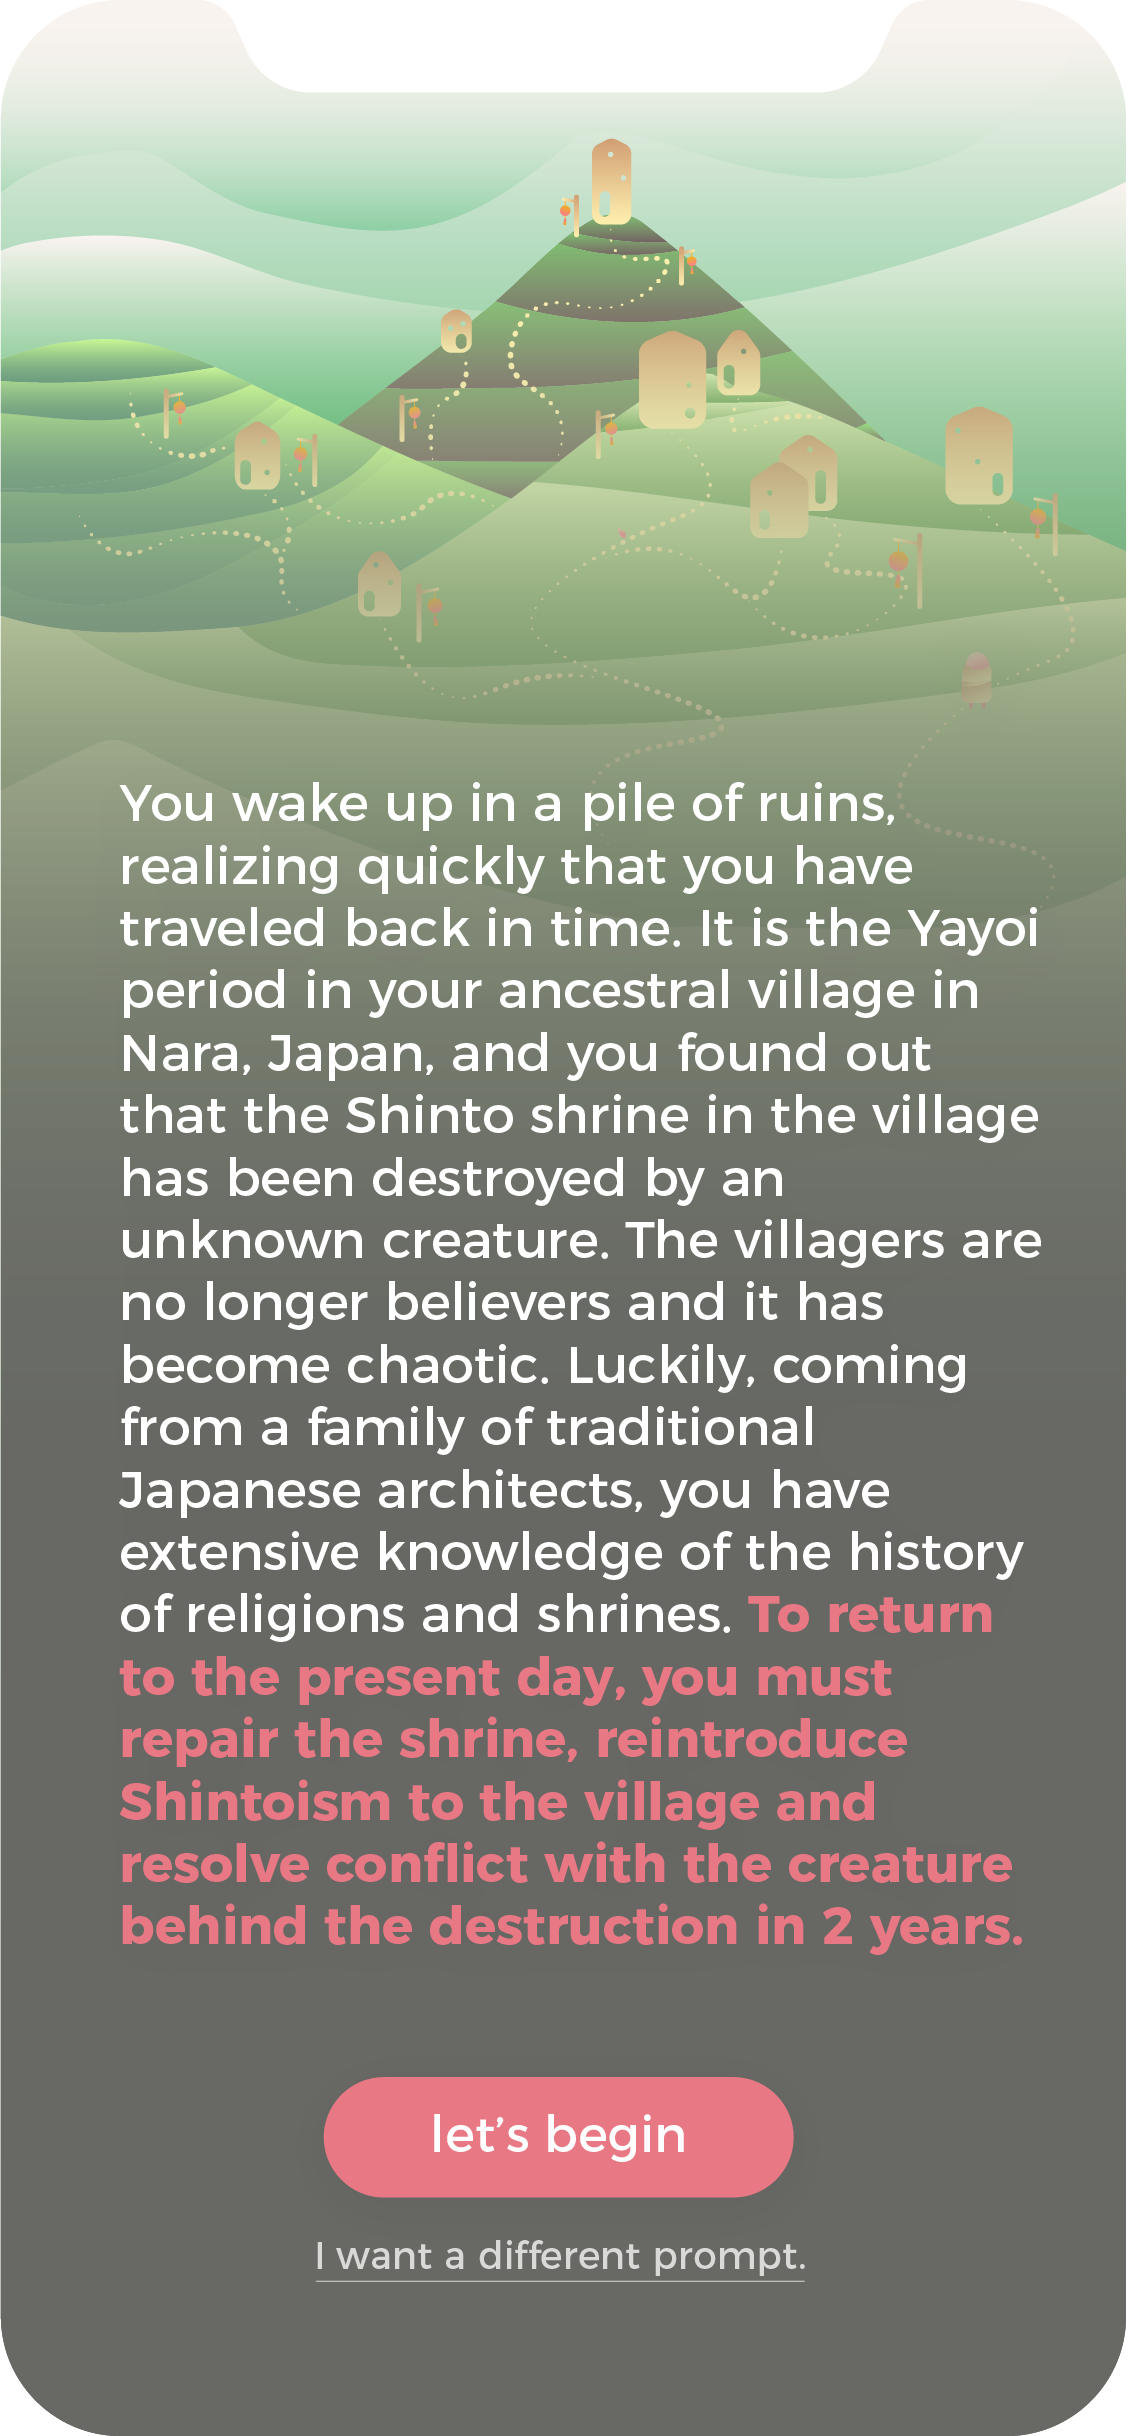 You wake up in a pile of ruins,
realizing quickly that you have
traveled back in time. It is the Yayoi
period in your ancestral village in
Nara, Japan, and you found out
that the Shinto shrine in the village
has been destroyed by an
unknown creature. The villagers are
no longer believers and it has
become chaotic. Luckily, coming
from a family of traditional
Japanese architects, you have
extensive knowledge of the history
of religions and shrines. To return
to the present day, you must
repair the shrine, reintroduce
Shintoism to the village and
resolve conflict with the creature
behind the destruction in 2 years.
let’s begin
I want a different prompt.